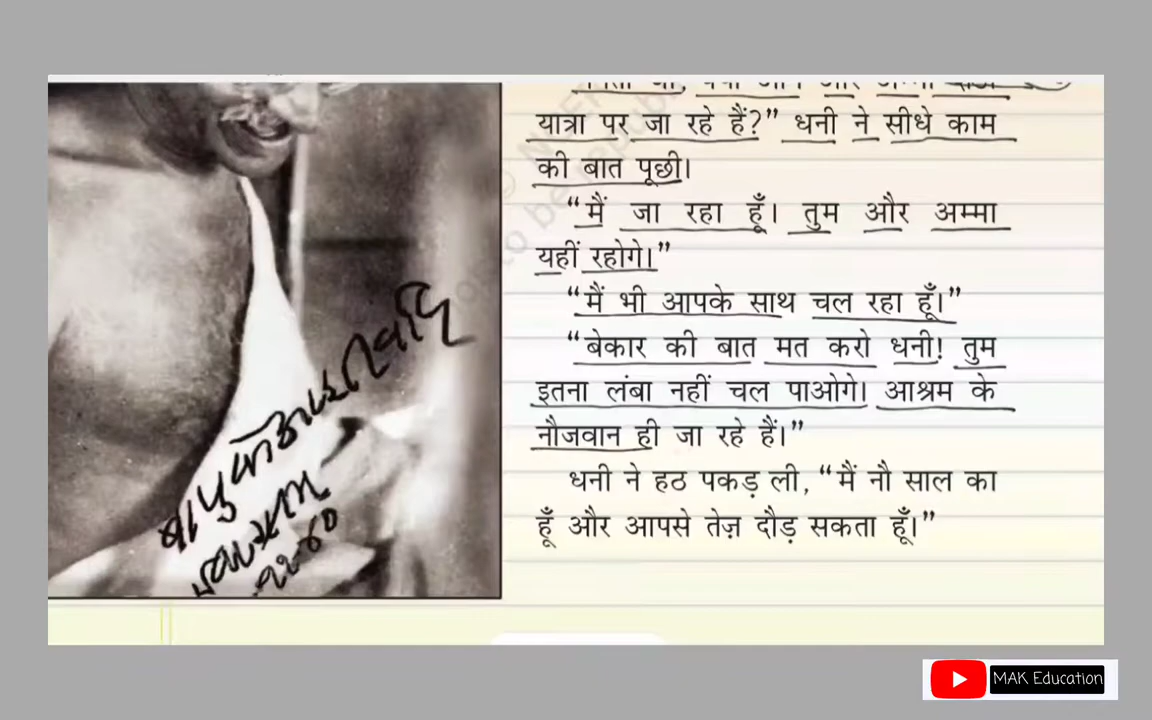 यात्रा पर जा रहे हैं?” धनी ने सीधे काम
की बात पूछी।
“मैं जा रहा हूँ। तुम और अम्मा
यहीं रहोगे।”
“मैं भी आपके साथ चल रहा हूँ।”
“बेकार की बात मत करो धनी! तुम
इतना लंबा नहीं चल पाओगे। आश्रम के
नौजवान ही जा रहे हैं।”
धनी ने हठ पकड़ ली, “मैं नौ साल का
हूँ और आपसे तेज़ दौड़ सकता हूँ।”
बापु
MAK Education